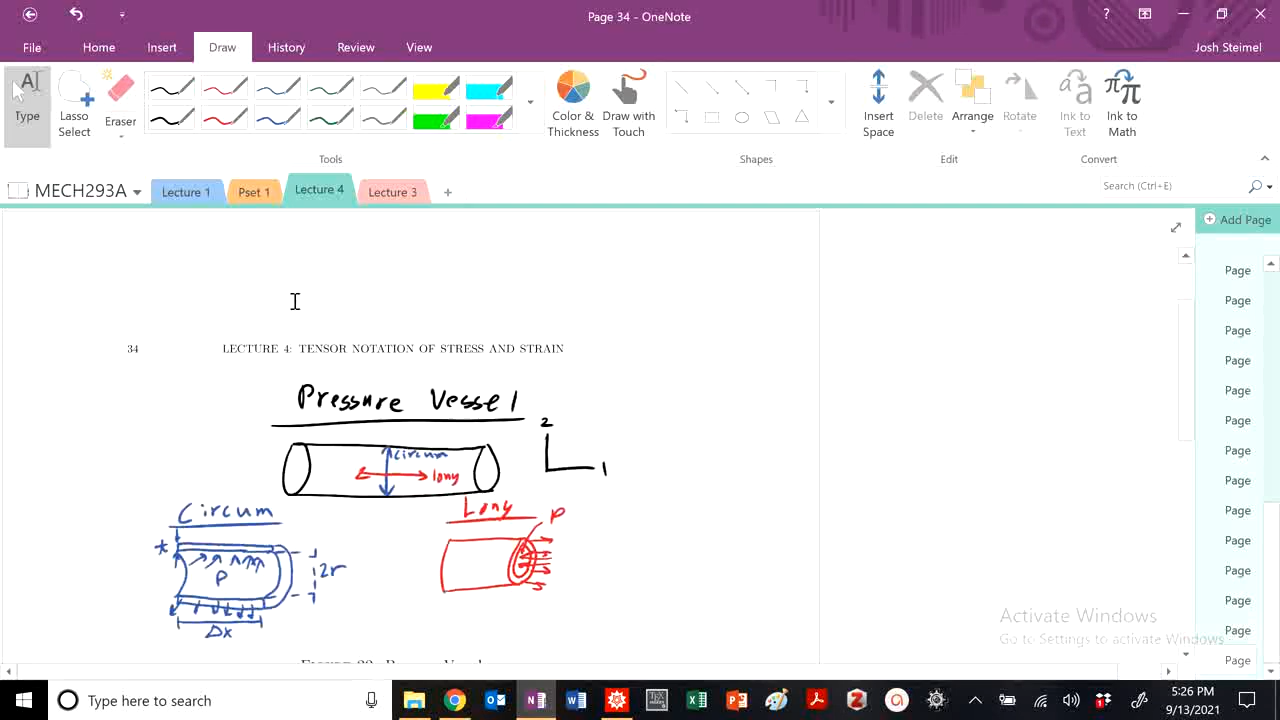 Page 34 - OneNote
?
File Home Insert Draw History Review View Josh Steimel
Type Lasso Select Eraser Color & Thickness Draw with Touch Insert Space Delete Arrange Rotate Ink to Text Ink to Math
Tools Shapes Edit Convert
MECH293A Lecture 1 Pset 1 Lecture 4 Lecture 3 + Search (Ctrl+E)
Add Page
Page
Page
Page
Page
Page
Page
Page
Page
Page
Page
Page
Page
Page
Page
34 LECTURE 4: TENSOR NOTATION OF STRESS AND STRAIN
Pressure Vessel
2
1
circum
long
Circum
Long
P
P
2r
Δx
Activate Windows
Go to Settings to activate Windows
Type here to search
5:26 PM
9/13/2021